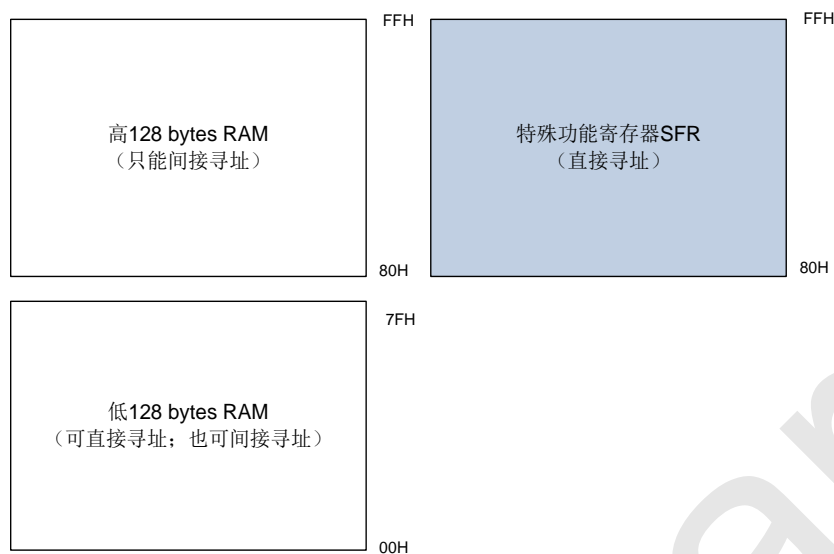 FFH
高128 bytes RAM
（只能间接寻址）
80H
FFH
特殊功能寄存器SFR
（直接寻址）
80H
7FH
低128 bytes RAM
（可直接寻址；也可间接寻址）
00H